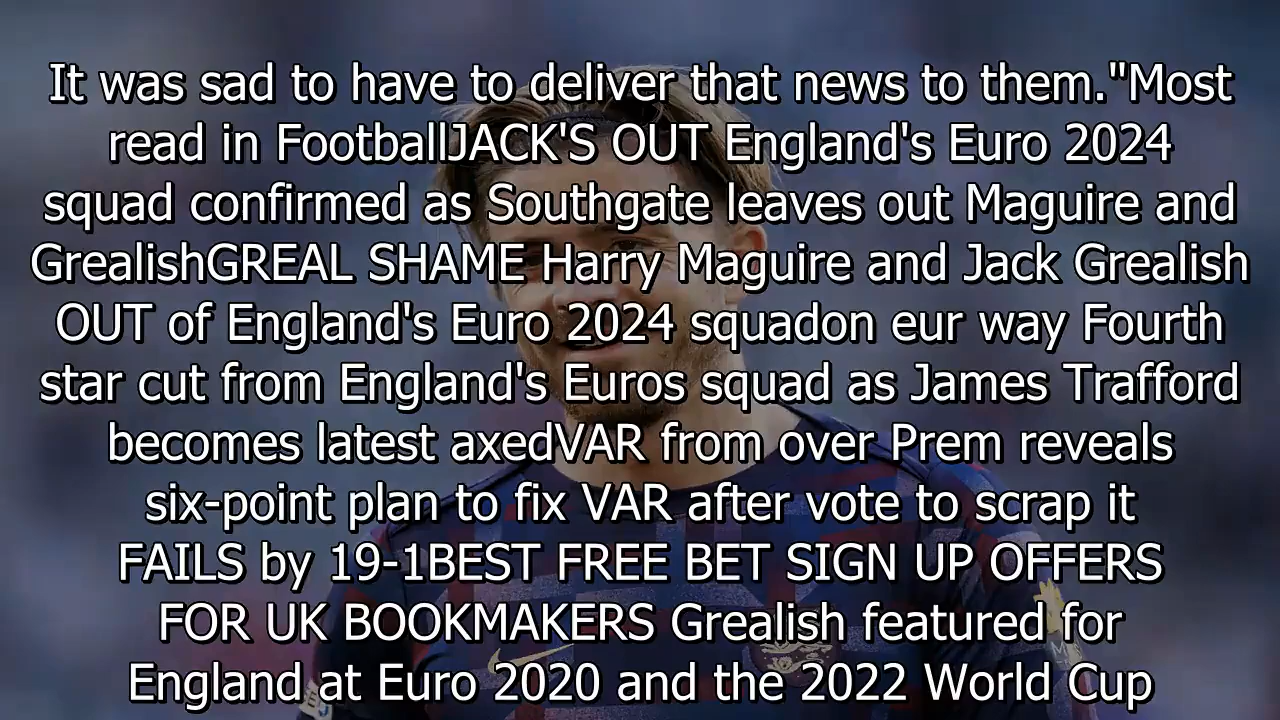 It was sad to have to deliver that news to them."Most
read in FootballJACK'S OUT England's Euro 2024
squad confirmed as Southgate leaves out Maguire and
GrealishGREAL SHAME Harry Maguire and Jack Grealish
OUT of England's Euro 2024 squadon eur way Fourth
star cut from England's Euros squad as James Trafford
becomes latest axedVAR from over Prem reveals
six-point plan to fix VAR after vote to scrap it
FAILS by 19-1BEST FREE BET SIGN UP OFFERS
FOR UK BOOKMAKERS Grealish featured for
England at Euro 2020 and the 2022 World Cup